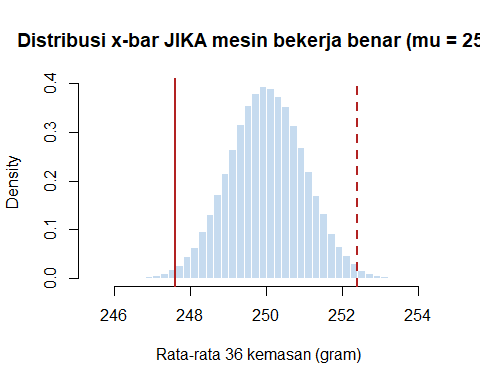 Distribusi x-bar JIKA mesin bekerja benar (mu = 25
Density
0.4
0.3
0.2
0.1
0.0
246 248 250 252 254
Rata-rata 36 kemasan (gram)